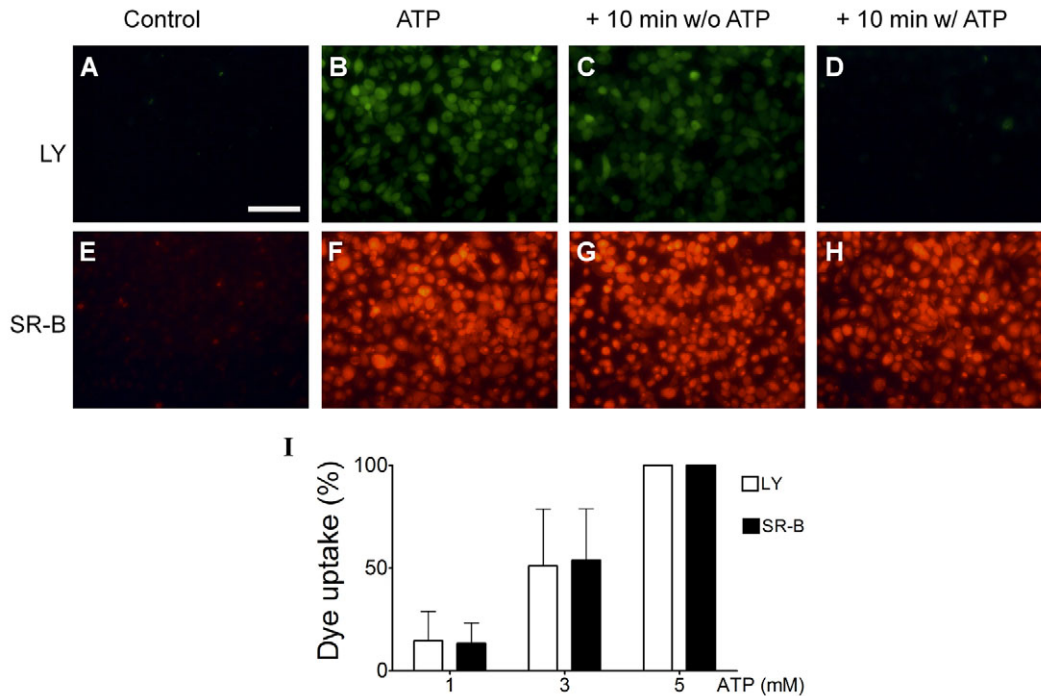 Control ATP + 10 min w/o ATP + 10 min w/ ATP
A B C D
LY
E F G H
SR-B
I
Dye uptake (%)
100
50
0
LY
SR-B
1 3 5 ATP (mM)